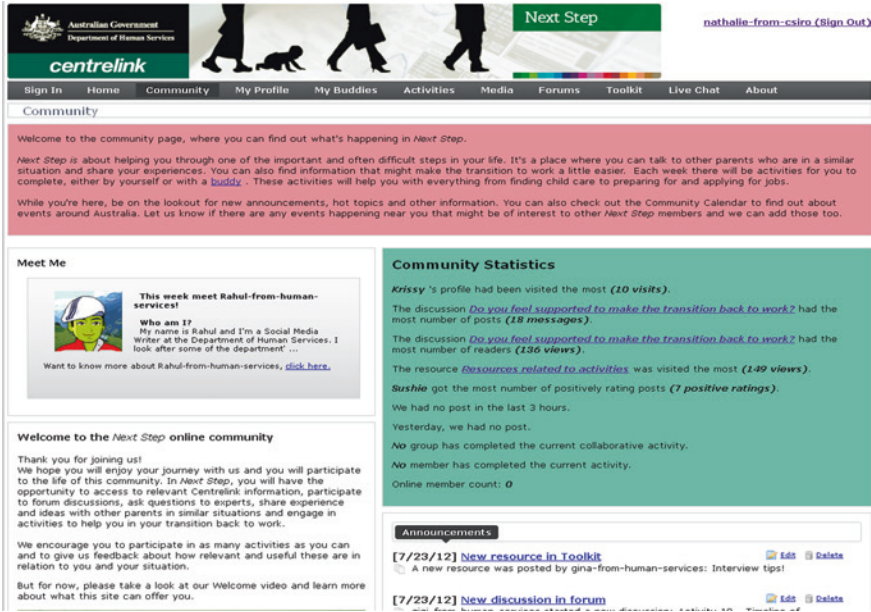 Australian Government
Department of Human Services
centrelink
Next Step
nathalie-from-csiro (Sign Out)
Sign In Home Community My Profile My Buddies Activities Media Forums Toolkit Live Chat About
Community
Welcome to the community page, where you can find out what's happening in Next Step.
Next Step is about helping you through one of the important and often difficult steps in your life. It's a place where you can talk to other parents who are in a similar
situation and share your experiences. You can also find information that might make the transition to work a little easier. Each week there will be activities for you to
complete, either by yourself or with a buddy . These activities will help you with everything from finding child care to preparing for and applying for jobs.
While you're here, be on the lookout for new announcements, hot topics and other information. You can also check out the Community Calendar to find out about
events around Australia. Let us know if there are any events happening near you that might be of interest to other Next Step members and we can add those too.
Meet Me
This week meet Rahul-from-human-
services!
Who am I?
My name is Rahul and I'm a Social Media
Writer at the Department of Human Services. I
look after some of the department' ...
Want to know more about Rahul-from-human-services, click here.
Welcome to the Next Step online community
Thank you for joining us!
We hope you will enjoy your journey with us and you will participate
to the life of this community. In Next Step, you will have the
opportunity to access to relevant Centrelink information, participate
to forum discussions, ask questions to experts, share experience
and ideas with other parents in similar situations and engage in
activities to help you in your transition back to work.
We encourage you to participate in as many activities as you can
and to give us feedback about how relevant and useful these are in
relation to you and your situation.
But for now, please take a look at our Welcome video and learn more
about what this site can offer you.
Community Statistics
Krissy 's profile had been visited the most (10 visits).
The discussion Do you feel supported to make the transition back to work? had the
most number of posts (18 messages).
The discussion Do you feel supported to make the transition back to work? had the
most number of readers (136 views).
The resource Resources related to activities was visited the most (149 views).
Sushie got the most number of positively rating posts (7 positive ratings).
We had no post in the last 3 hours.
Yesterday, we had no post.
No group has completed the current collaborative activity.
No member has completed the current activity.
Online member count: 0
Announcements
[7/23/12] New resource in Toolkit Edit Delete
A new resource was posted by gina-from-human-services: Interview tips!
[7/23/12] New discussion in forum Edit Delete
gigi-from-human-services started a new discussion: Activity 10 - Timeline of